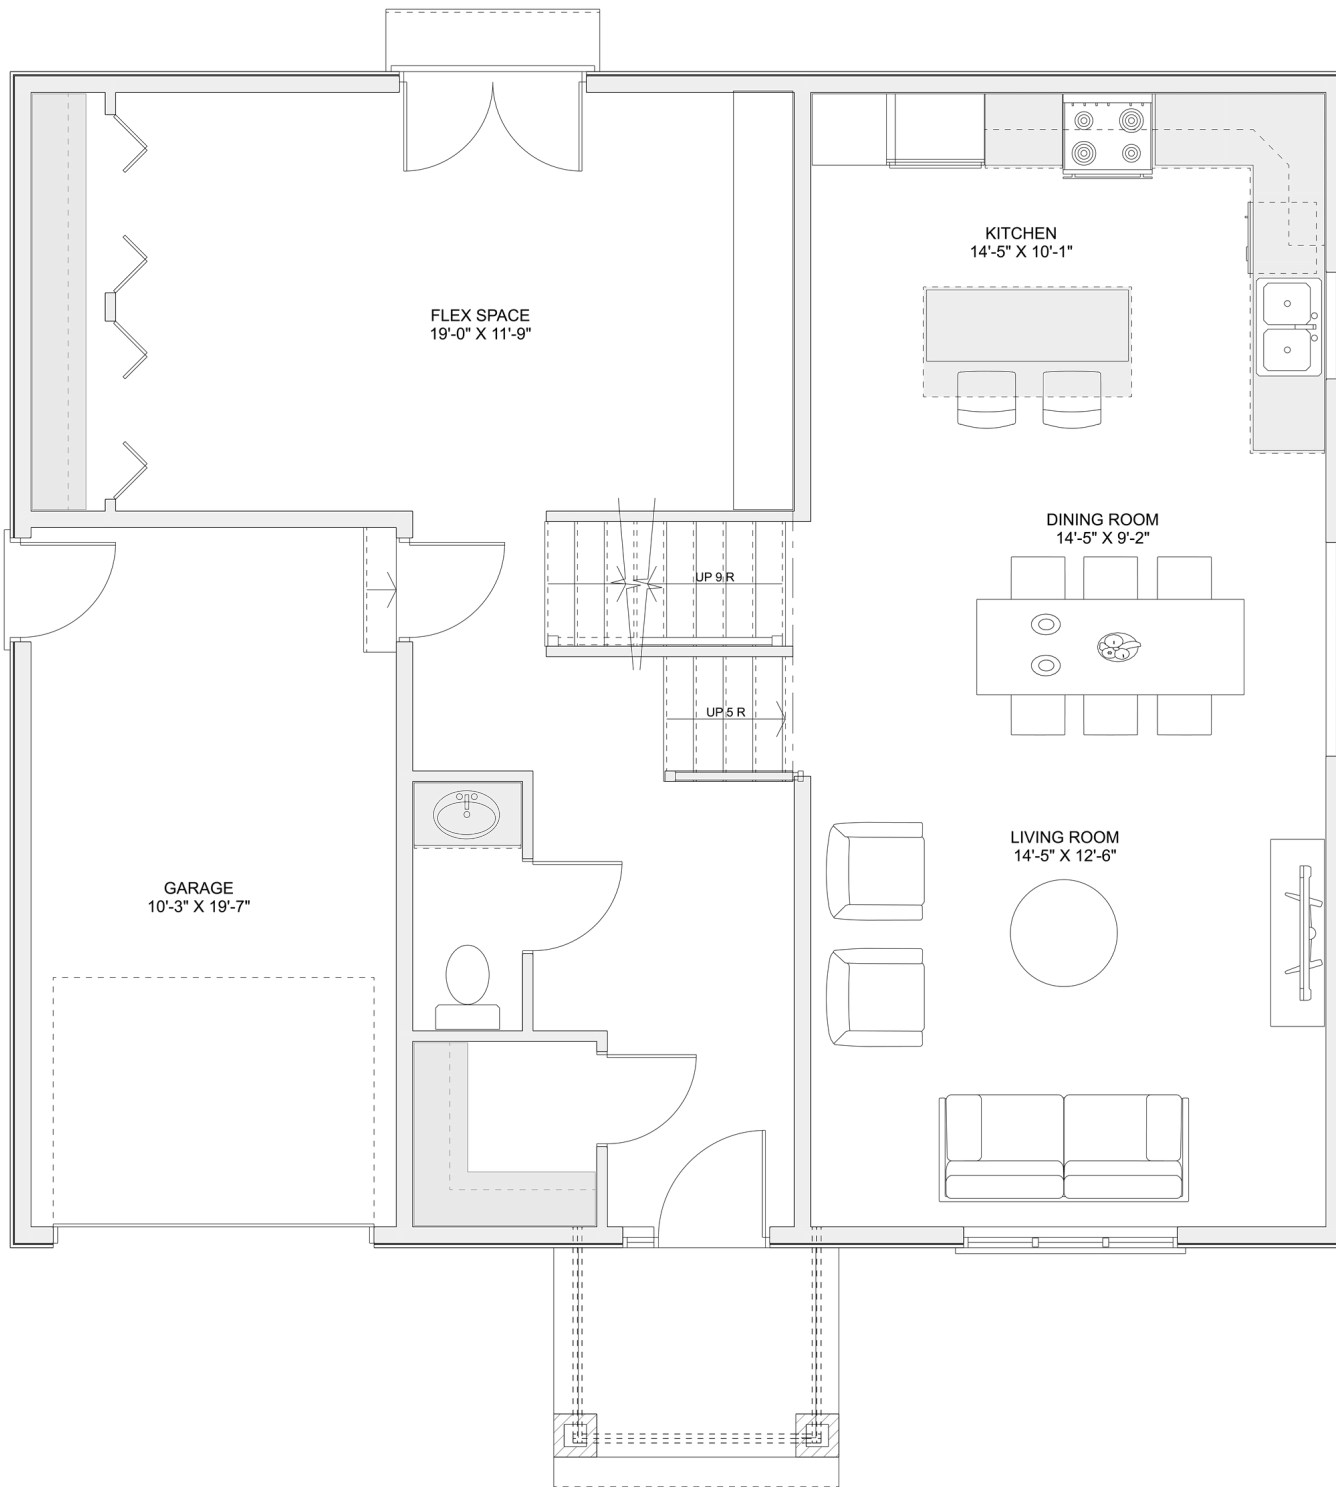 KITCHEN
14'-5" X 10'-1"
FLEX SPACE
19'-0" X 11'-9"
DINING ROOM
14'-5" X 9'-2"
UP 9 R
UP 5 R
LIVING ROOM
14'-5" X 12'-6"
GARAGE
10'-3" X 19'-7"